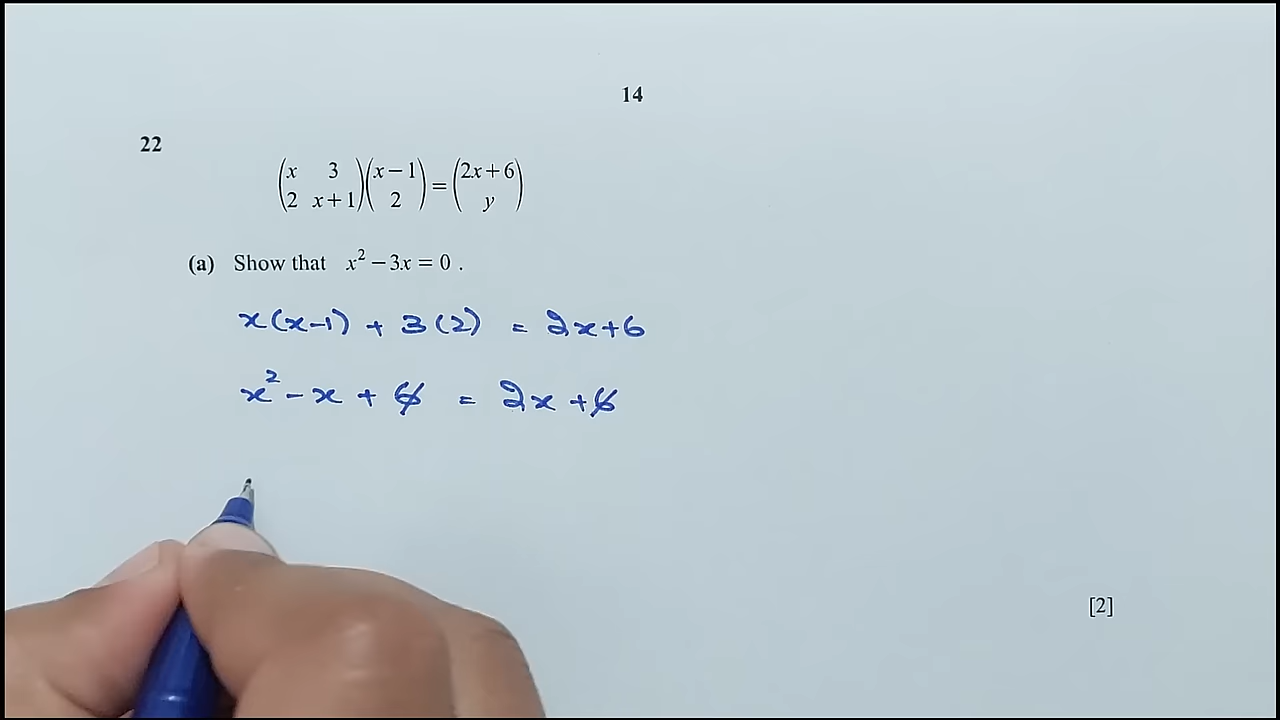 14
22
(x 3
2 x+1)(x−1
2)=(2x+6
y)
(a) Show that x²−3x = 0 .
x(x-1) + 3(2) = 2x+6
x² - x + 6 = 2x + 6
[2]